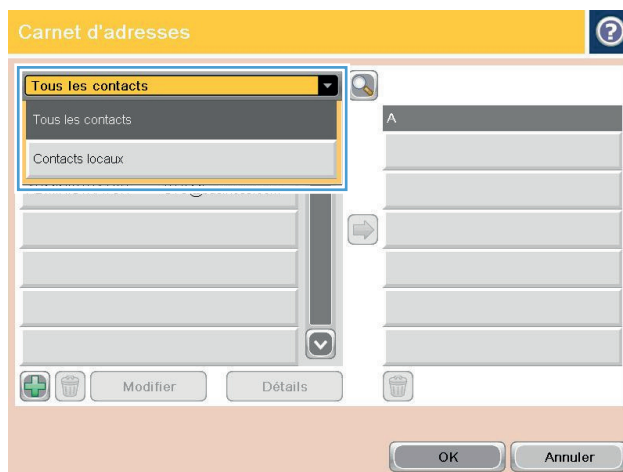 Carnet d'adresses
?
Tous les contacts
Tous les contacts
A
Contacts locaux
Modifier
Détails
OK
Annuler